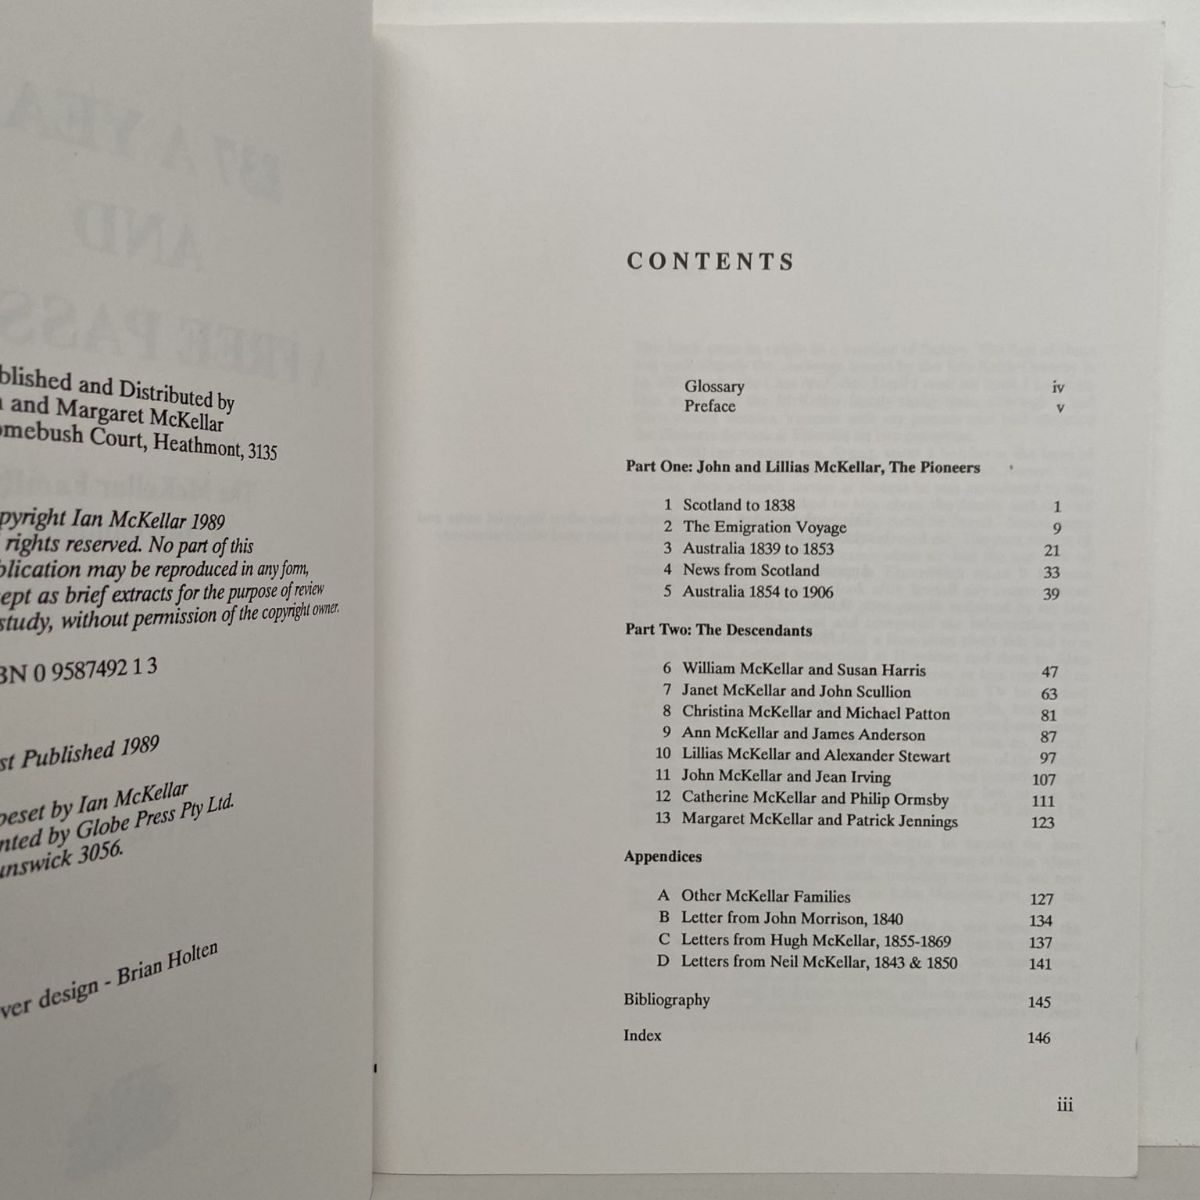 blished and Distributed by
and Margaret McKellar
mebush Court, Heathmont, 3135
pyright Ian McKellar 1989
rights reserved. No part of this
blication may be reproduced in any form,
ept as brief extracts for the purpose of review
study, without permission of the copyright owner.
BN 0 9587492 1 3
st Published 1989
peset by Ian McKellar
nted by Globe Press Pty Ltd.
unswick 3056.
ver design - Brian Holten
CONTENTS
Glossary iv
Preface v
Part One: John and Lillias McKellar, The Pioneers
1 Scotland to 1838 1
2 The Emigration Voyage 9
3 Australia 1839 to 1853 21
4 News from Scotland 33
5 Australia 1854 to 1906 39
Part Two: The Descendants
6 William McKellar and Susan Harris 47
7 Janet McKellar and John Scullion 63
8 Christina McKellar and Michael Patton 81
9 Ann McKellar and James Anderson 87
10 Lillias McKellar and Alexander Stewart 97
11 John McKellar and Jean Irving 107
12 Catherine McKellar and Philip Ormsby 111
13 Margaret McKellar and Patrick Jennings 123
Appendices
A Other McKellar Families 127
B Letter from John Morrison, 1840 134
C Letters from Hugh McKellar, 1855-1869 137
D Letters from Neil McKellar, 1843 & 1850 141
Bibliography 145
Index 146
iii